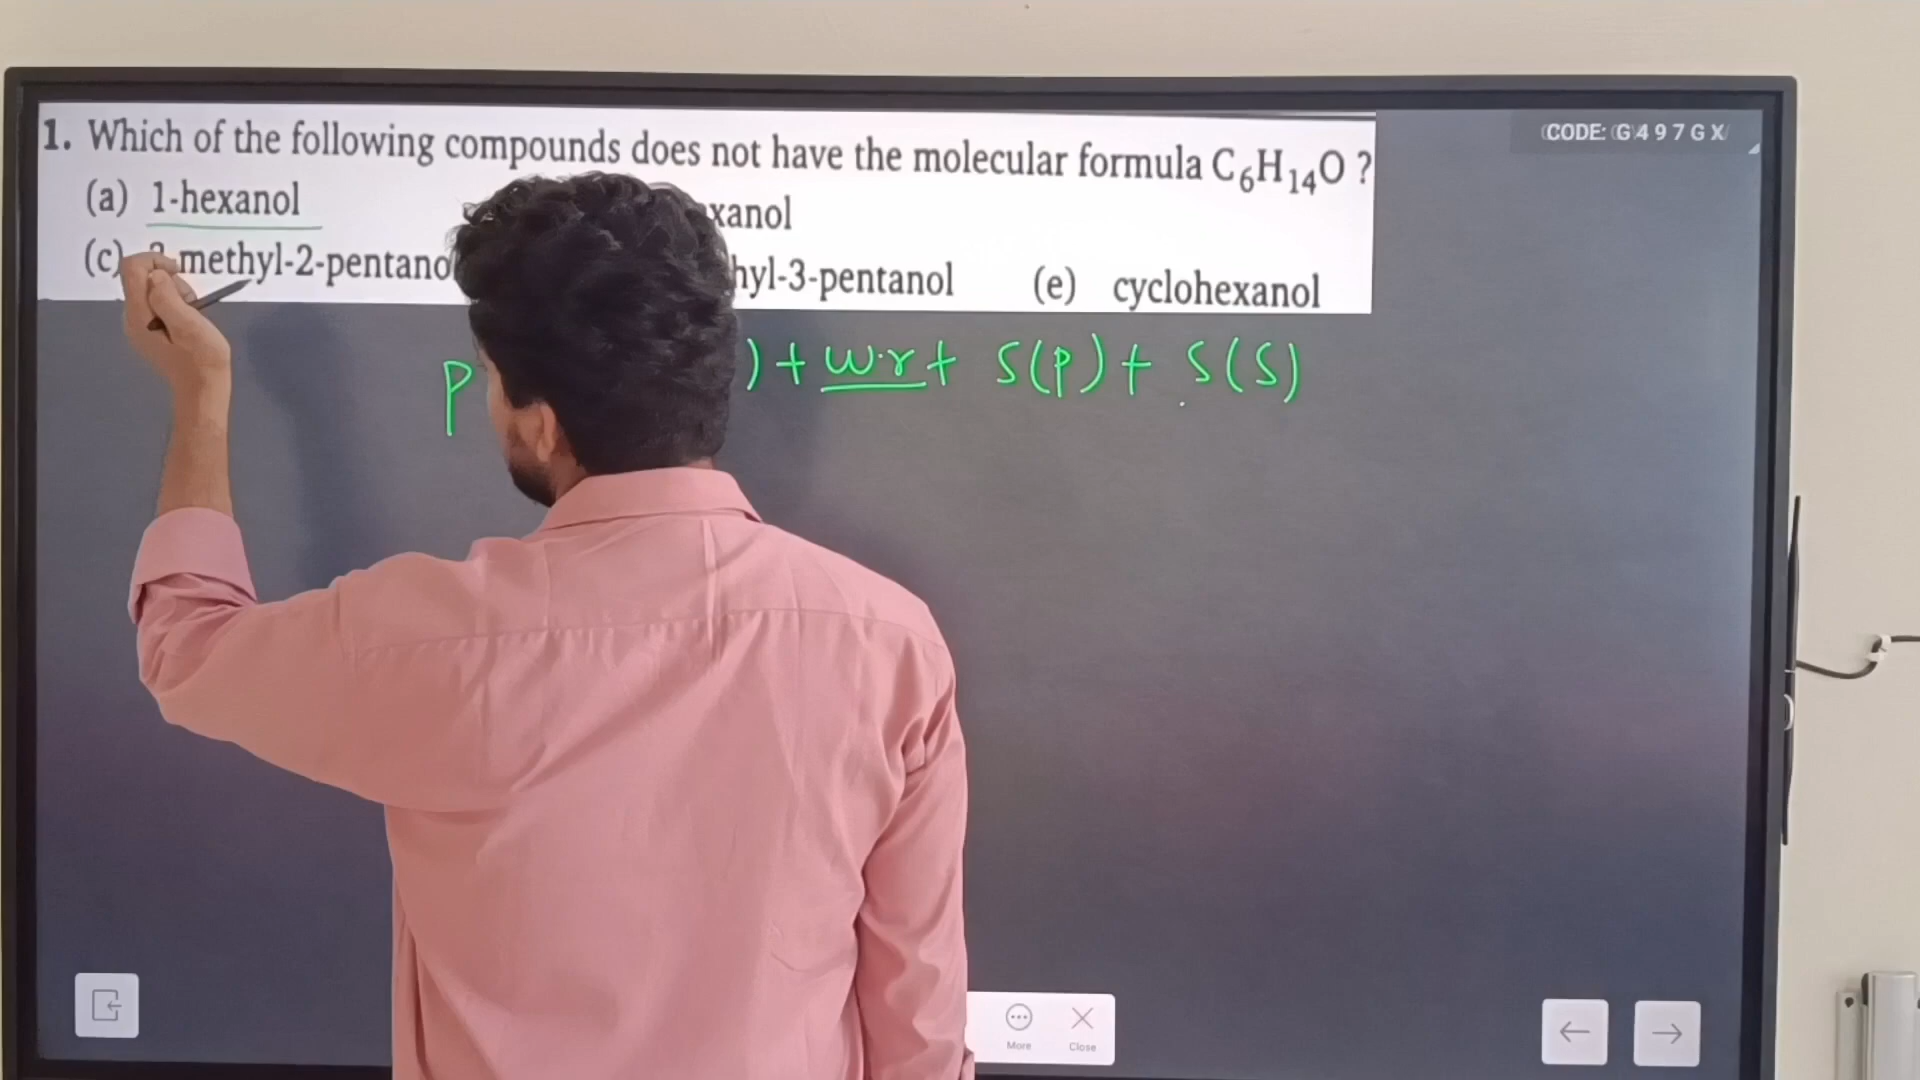 1. Which of the following compounds does not have the molecular formula C₆H₁₄O ?
(a) 1-hexanol
(c) methyl-2-pentano hyl-3-pentanol (e) cyclohexanol
P ) + w.r + S(p) + S(S)
CODE: G 4 9 7 G X
More Close